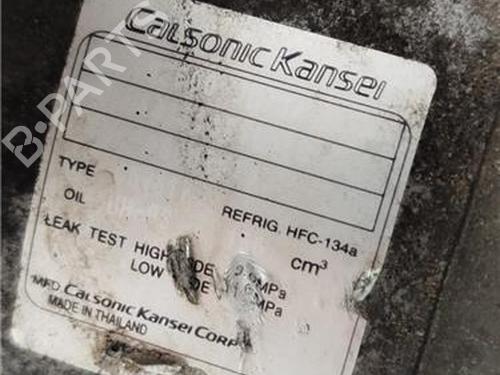 Calsonic Kansei
TYPE
REFRIG. HFC-134a
OIL
cm³
LEAK TEST HIGH
LOW
MFD Calsonic Kansei Corp
MADE IN THAILAND
B-PARTS